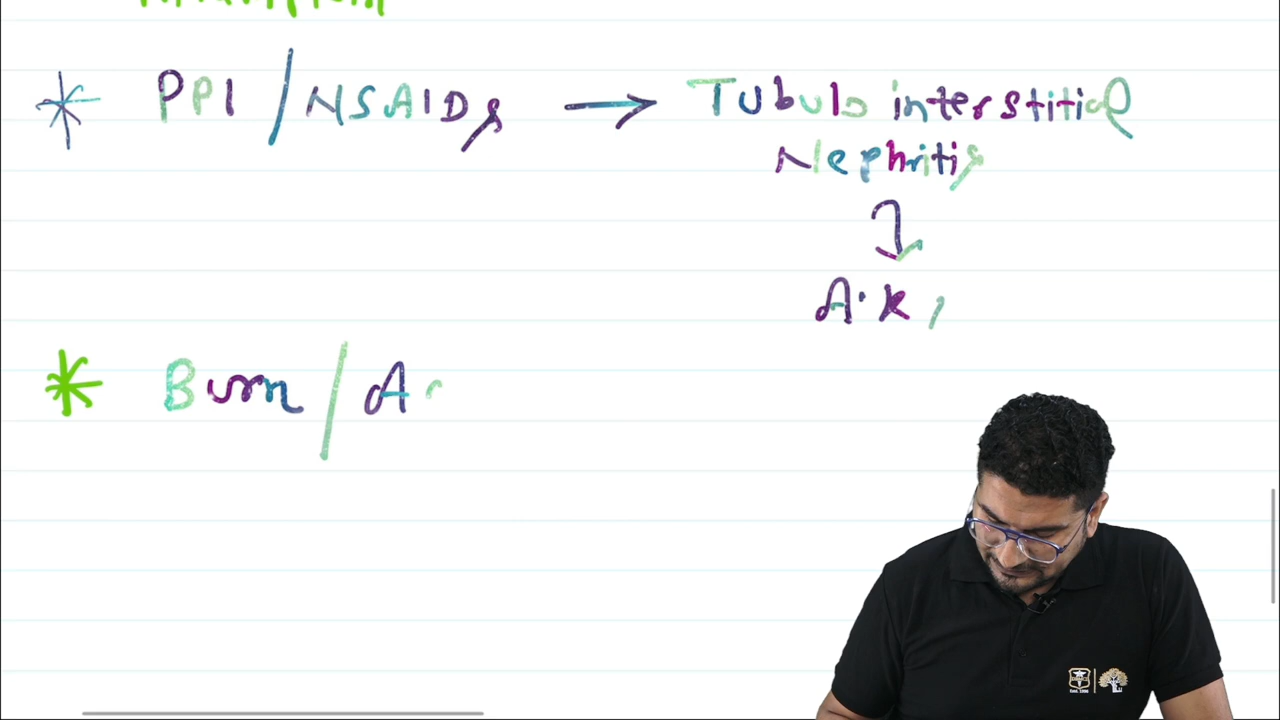 * PPI / NSAIDs → Tubulo interstitial
Nephritis
A.K,
* Burn / A